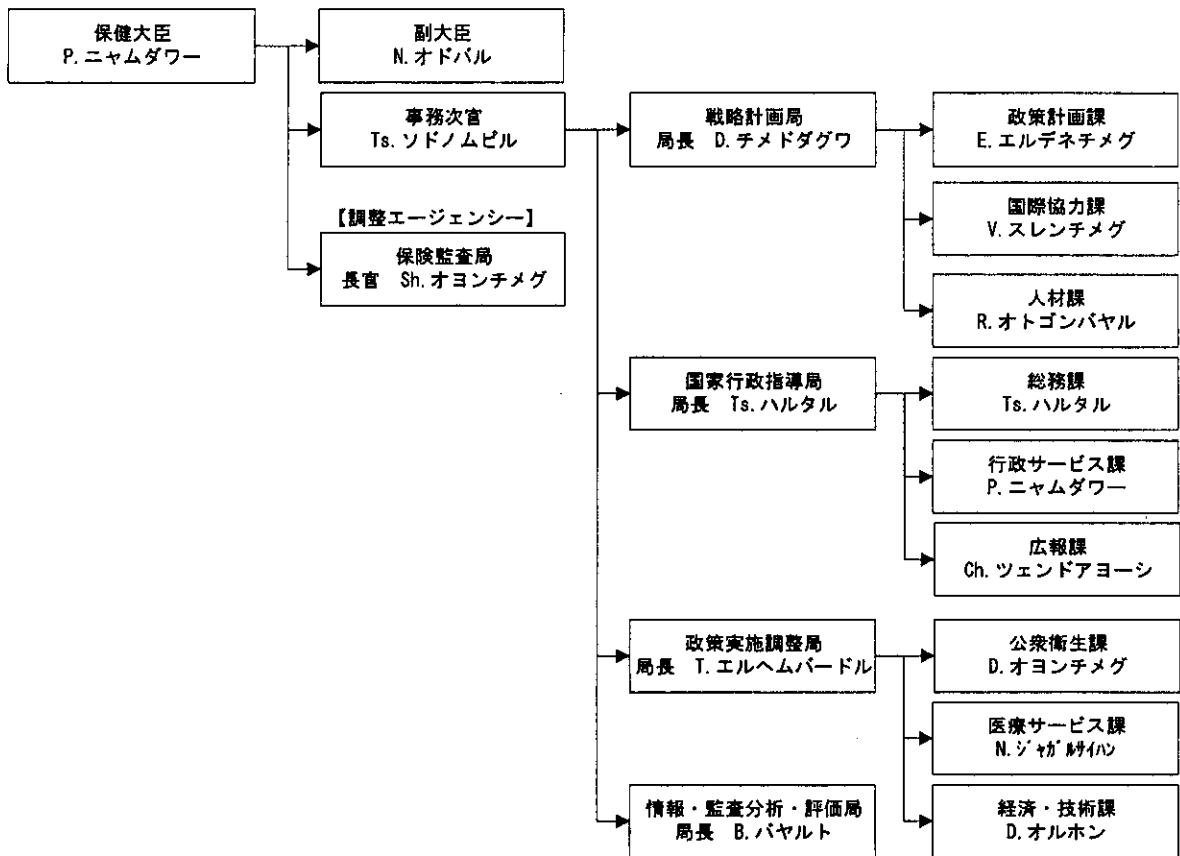 保健大臣
P.ニャムダワー
副大臣
N.オドバル
事務次官
Ts.ソドノムピル
【調整エージェンシー】
保険監査局
長官 Sh.オヨンチメグ
戦略計画局
局長 D.チメドダグワ
政策計画課
E.エルデネチメグ
国際協力課
V.スレンチメグ
人材課
R.オトゴンバヤル
国家行政指導局
局長 Ts.ハルタル
総務課
Ts.ハルタル
行政サービス課
P.ニャムダワー
広報課
Ch.ツェンドアヨーシ
政策実施調整局
局長 T.エルヘムバードル
公衆衛生課
D.オヨンチメグ
医療サービス課
N.ジャガルサイハン
経済・技術課
D.オルホン
情報・監査分析・評価局
局長 B.バヤルト